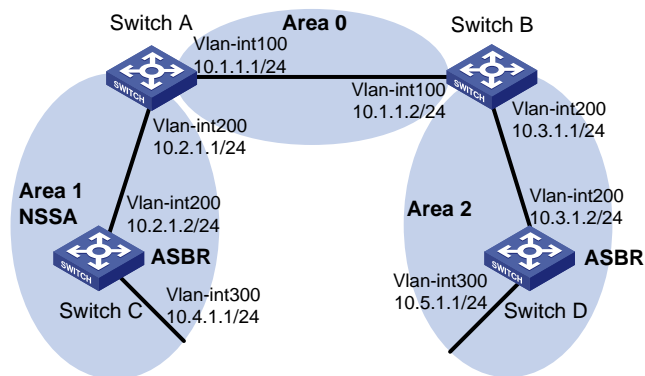 Switch A
Area 0
Switch B
Vlan-int100
10.1.1.1/24
Vlan-int100
10.1.1.2/24
SWITCH
SWITCH
Vlan-int200
10.2.1.1/24
Vlan-int200
10.3.1.1/24
Area 1
NSSA
Vlan-int200
10.2.1.2/24
Area 2
Vlan-int200
10.3.1.2/24
SWITCH
ASBR
SWITCH
ASBR
Switch C
Vlan-int300
10.4.1.1/24
Vlan-int300
10.5.1.1/24
Switch D